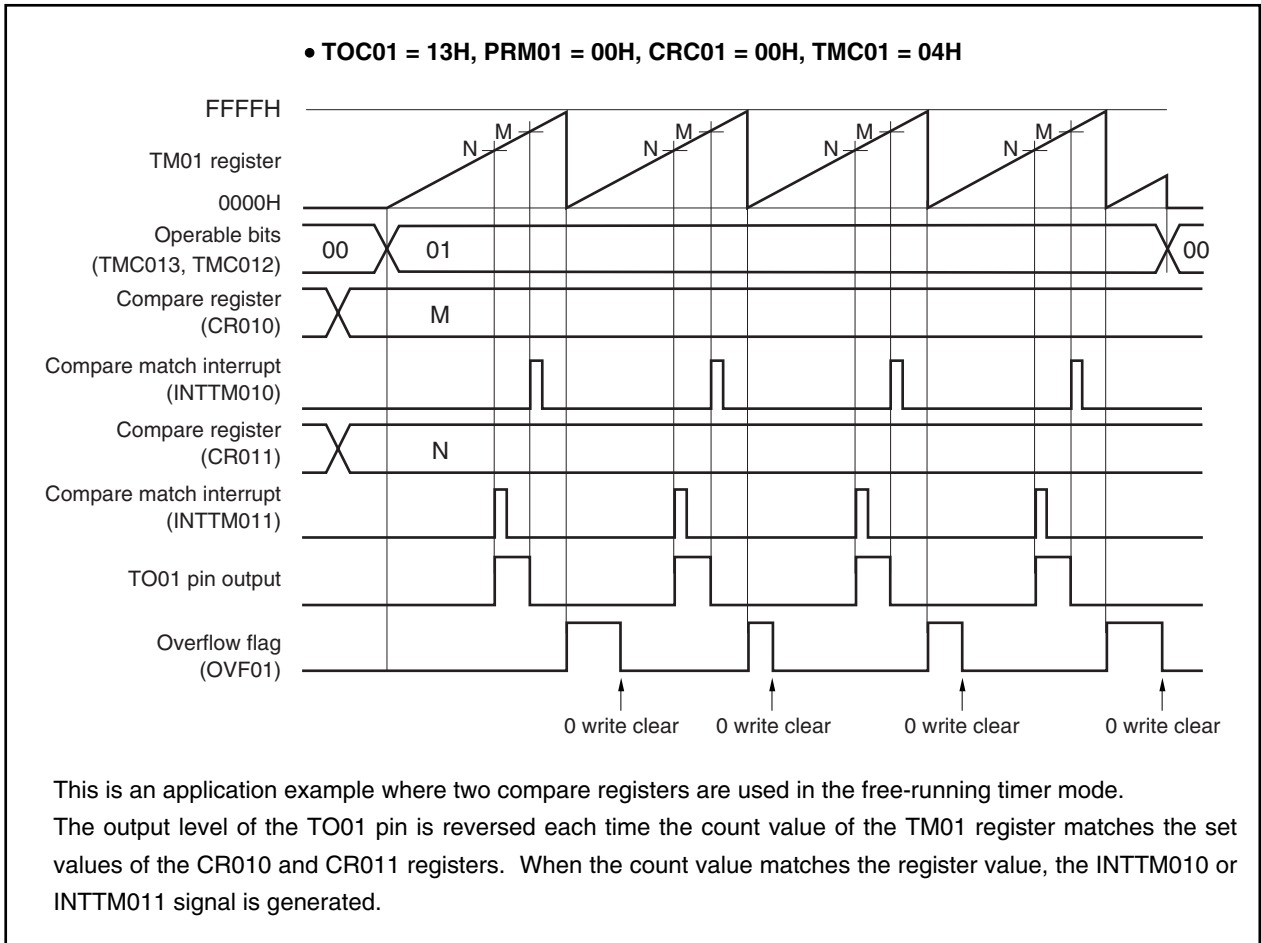 • TOC01 = 13H, PRM01 = 00H, CRC01 = 00H, TMC01 = 04H
FFFFH
M M M M
N N N N
TM01 register
0000H
Operable bits
(TMC013, TMC012)
00 01 00
Compare register
(CR010)
M
Compare match interrupt
(INTTM010)
Compare register
(CR011)
N
Compare match interrupt
(INTTM011)
TO01 pin output
Overflow flag
(OVF01)
0 write clear 0 write clear 0 write clear 0 write clear
This is an application example where two compare registers are used in the free-running timer mode.
The output level of the TO01 pin is reversed each time the count value of the TM01 register matches the set
values of the CR010 and CR011 registers. When the count value matches the register value, the INTTM010 or
INTTM011 signal is generated.